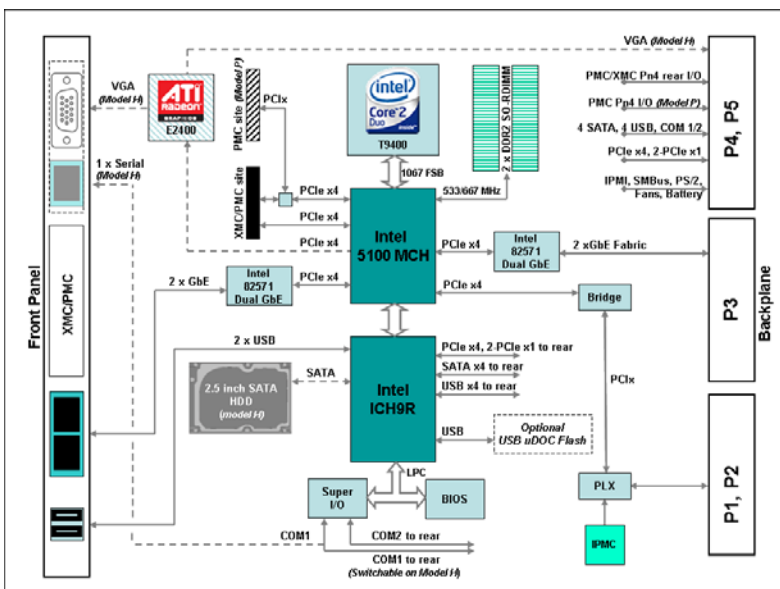 VGA (Model H)
VGA
(Model H)
ATI
RADEON
GRAPHICS
E2400
PMC site (Model P)
PCIx
intel
Core™2
Duo
inside™
T9400
2 x DDR2 SO-RDIMM
PMC/XMC Pn4 rear I/O
PMC Pn4 I/O (Model P)
4 SATA, 4 USB, COM 1/2
PCIe x4, 2-PCIe x1
IPMI, SMBus, PS/2,
Fans, Battery
P4, P5
1 x Serial
(Model H)
XMC/PMC site
1067 FSB
533/667 MHz
PCIe x4
PCIe x4
PCIe x4
Intel
5100 MCH
PCIe x4
Intel
82571
Dual GbE
2 xGbE Fabric
Front Panel
XMC/PMC
2 x GbE
Intel
82571
Dual GbE
PCIe x4
PCIe x4
Bridge
P3
Backplane
2 x USB
SATA
2.5 inch SATA
HDD
(model H)
Intel
ICH9R
PCIe x4, 2-PCIe x1 to rear
SATA x4 to rear
USB x4 to rear
USB
Optional
USB uDOC Flash
PCIx
LPC
Super
I/O
BIOS
PLX
P1, P2
COM1
COM2 to rear
COM1 to rear
(Switchable on Model H)
IPMC